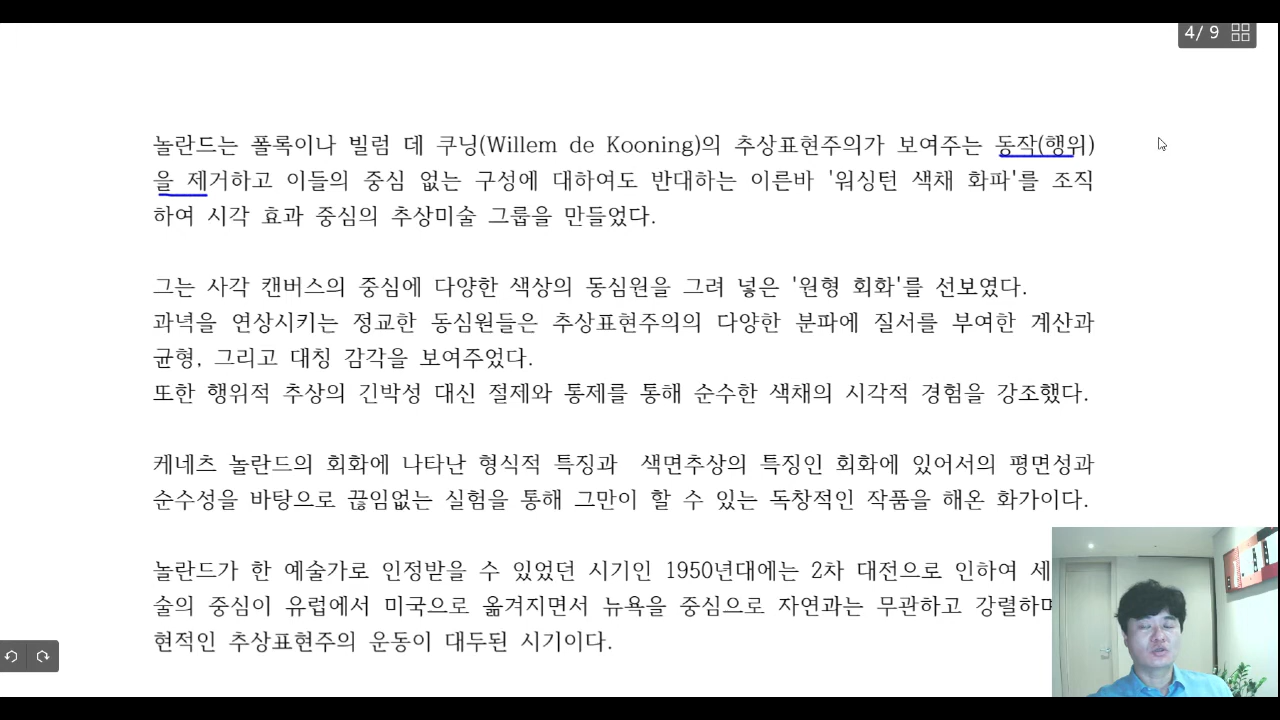 4/ 9
놀란드는 폴록이나 빌럼 데 쿠닝(Willem de Kooning)의 추상표현주의가 보여주는 동작(행위)
을 제거하고 이들의 중심 없는 구성에 대하여도 반대하는 이른바 '워싱턴 색채 화파'를 조직
하여 시각 효과 중심의 추상미술 그룹을 만들었다.
그는 사각 캔버스의 중심에 다양한 색상의 동심원을 그려 넣은 '원형 회화'를 선보였다.
과녁을 연상시키는 정교한 동심원들은 추상표현주의의 다양한 분파에 질서를 부여한 계산과
균형, 그리고 대칭 감각을 보여주었다.
또한 행위적 추상의 긴박성 대신 절제와 통제를 통해 순수한 색채의 시각적 경험을 강조했다.
케네츠 놀란드의 회화에 나타난 형식적 특징과 색면추상의 특징인 회화에 있어서의 평면성과
순수성을 바탕으로 끊임없는 실험을 통해 그만이 할 수 있는 독창적인 작품을 해온 화가이다.
놀란드가 한 예술가로 인정받을 수 있었던 시기인 1950년대에는 2차 대전으로 인하여 세
술의 중심이 유럽에서 미국으로 옮겨지면서 뉴욕을 중심으로 자연과는 무관하고 강렬하며
현적인 추상표현주의 운동이 대두된 시기이다.